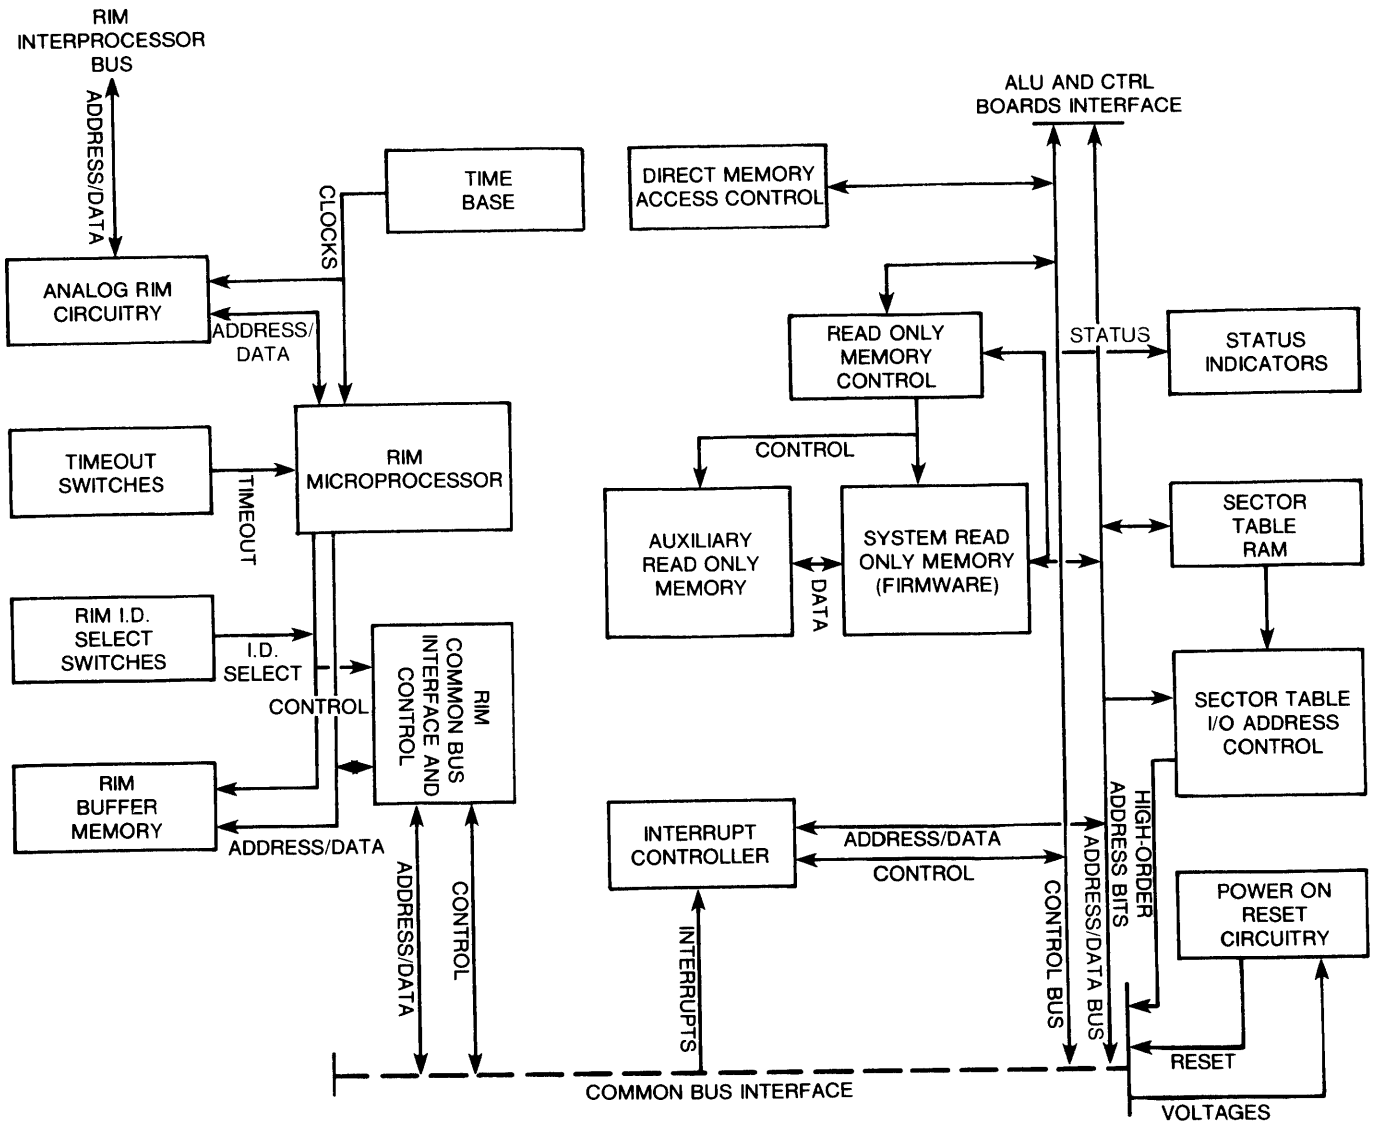 RIM
INTERPROCESSOR
BUS
ADDRESS/DATA
ALU AND CTRL
BOARDS INTERFACE
TIME
BASE
DIRECT MEMORY
ACCESS CONTROL
CLOCKS
ANALOG RIM
CIRCUITRY
ADDRESS/
DATA
READ ONLY
MEMORY
CONTROL
STATUS
STATUS
INDICATORS
TIMEOUT
SWITCHES
TIMEOUT
RIM
MICROPROCESSOR
CONTROL
AUXILIARY
READ ONLY
MEMORY
DATA
SYSTEM READ
ONLY MEMORY
(FIRMWARE)
SECTOR
TABLE
RAM
RIM I.D.
SELECT
SWITCHES
I.D.
SELECT
CONTROL
RIM
COMMON BUS
INTERFACE AND
CONTROL
SECTOR TABLE
I/O ADDRESS
CONTROL
RIM
BUFFER
MEMORY
ADDRESS/DATA
ADDRESS/DATA
CONTROL
INTERRUPT
CONTROLLER
ADDRESS/DATA
CONTROL
INTERRUPTS
CONTROL BUS
ADDRESS/DATA BUS
HIGH-ORDER
ADDRESS BITS
POWER ON
RESET
CIRCUITRY
RESET
VOLTAGES
COMMON BUS INTERFACE